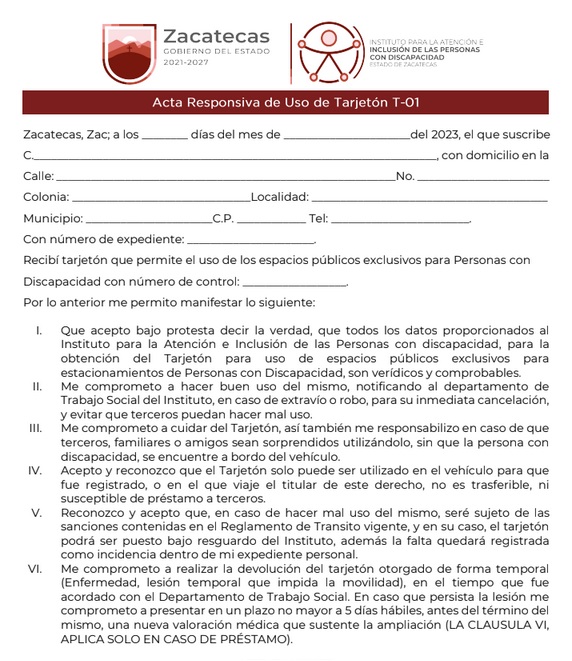 Zacatecas
GOBIERNO DEL ESTADO
2021-2027
INSTITUTO PARA LA ATENCIÓN E
INCLUSIÓN DE LAS PERSONAS
CON DISCAPACIDAD
ESTADO DE ZACATECAS
Acta Responsiva de Uso de Tarjetón T-01
Zacatecas, Zac; a los _______ días del mes de ___________________del 2023, el que suscribe
C.______________________________________________________________, con domicilio en la
Calle: ____________________________________________________No. ____________________
Colonia: ___________________________Localidad: ____________________________________
Municipio: ___________________C.P. __________ Tel: _____________________.
Con número de expediente: ___________________.
Recibí tarjetón que permite el uso de los espacios públicos exclusivos para Personas con
Discapacidad con número de control: ________________.
Por lo anterior me permito manifestar lo siguiente:
I. Que acepto bajo protesta decir la verdad, que todos los datos proporcionados al
Instituto para la Atención e Inclusión de las Personas con discapacidad, para la
obtención del Tarjetón para uso de espacios públicos exclusivos para
estacionamientos de Personas con Discapacidad, son verídicos y comprobables.
II. Me comprometo a hacer buen uso del mismo, notificando al departamento de
Trabajo Social del Instituto, en caso de extravío o robo, para su inmediata cancelación,
y evitar que terceros puedan hacer mal uso.
III. Me comprometo a cuidar del Tarjetón, así también me responsabilizo en caso de que
terceros, familiares o amigos sean sorprendidos utilizándolo, sin que la persona con
discapacidad, se encuentre a bordo del vehículo.
IV. Acepto y reconozco que el Tarjetón solo puede ser utilizado en el vehículo para que
fue registrado, o en el que viaje el titular de este derecho, no es trasferible, ni
susceptible de préstamo a terceros.
V. Reconozco y acepto que, en caso de hacer mal uso del mismo, seré sujeto de las
sanciones contenidas en el Reglamento de Transito vigente, y en su caso, el tarjetón
podrá ser puesto bajo resguardo del Instituto, además la falta quedará registrada
como incidencia dentro de mi expediente personal.
VI. Me comprometo a realizar la devolución del tarjetón otorgado de forma temporal
(Enfermedad, lesión temporal que impida la movilidad), en el tiempo que fue
acordado con el Departamento de Trabajo Social. En caso que persista la lesión me
comprometo a presentar en un plazo no mayor a 5 días hábiles, antes del término del
mismo, una nueva valoración médica que sustente la ampliación (LA CLAUSULA VI,
APLICA SOLO EN CASO DE PRÉSTAMO).